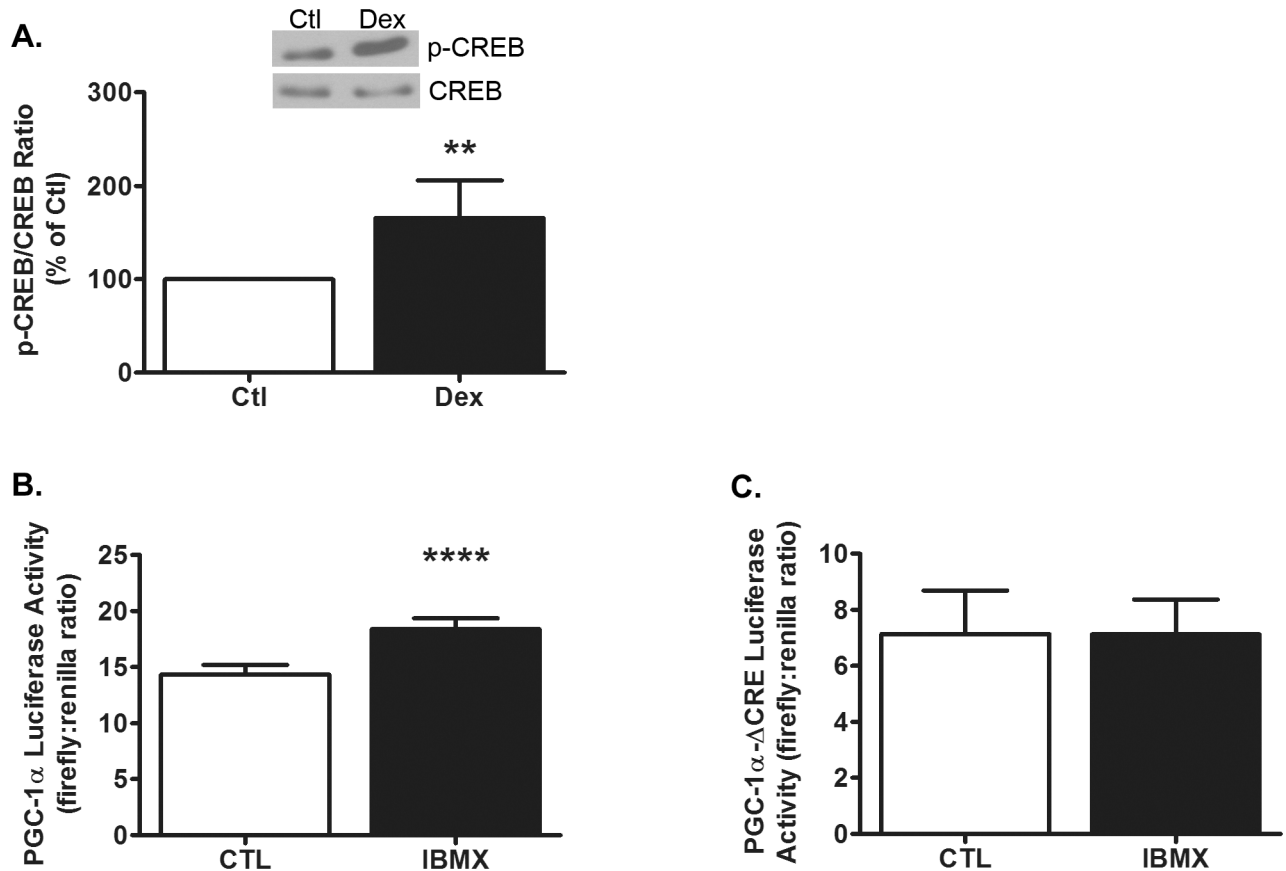 A.
Ctl Dex
p-CREB
CREB
p-CREB/CREB Ratio
(% of Ctl)
300
200
100
0
**
Ctl Dex
B.
PGC-1α Luciferase Activity
(firefly:renilla ratio)
25
20
15
10
5
0
****
CTL IBMX
C.
PGC-1α-ΔCRE Luciferase
Activity (firefly:renilla ratio)
10
8
6
4
2
0
CTL IBMX